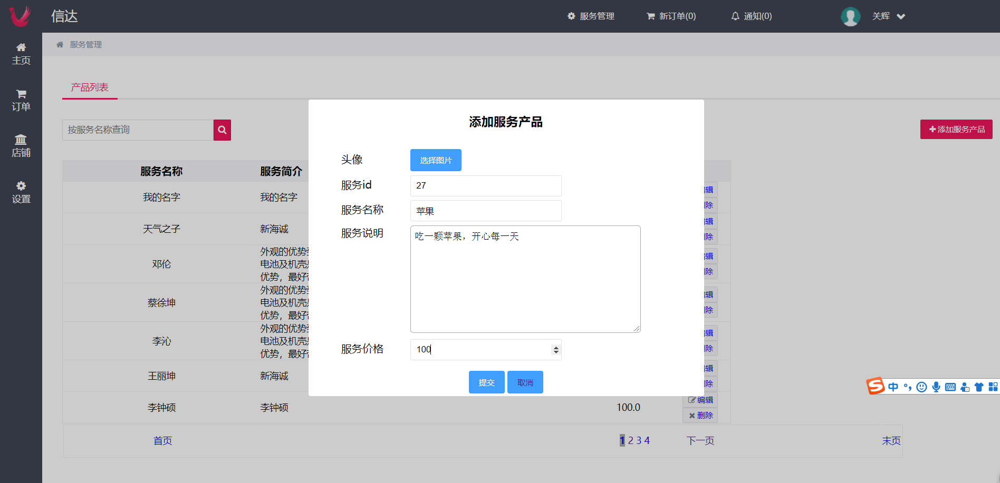 信达
服务管理
新订单(0)
通知(0)
关辉
主页
订单
店铺
设置
服务管理
产品列表
按服务名称查询
添加服务产品
服务名称
服务简介
我的名字
我的名字
天气之子
新海诚
邓伦
外观的优势
电池及机壳
优势，最好
蔡徐坤
外观的优势
电池及机壳
优势，最好
李沁
外观的优势
电池及机壳
优势，最好
王丽坤
新海诚
李钟硕
李钟硕
100.0
编辑
删除
首页
1 2 3 4
下一页
末页
添加服务产品
头像
选择图片
服务id
27
服务名称
苹果
服务说明
吃一颗苹果，开心每一天
服务价格
100
提交
取消
辑
除
辑
除
辑
除
辑
除
辑
除
辑
除
S 中